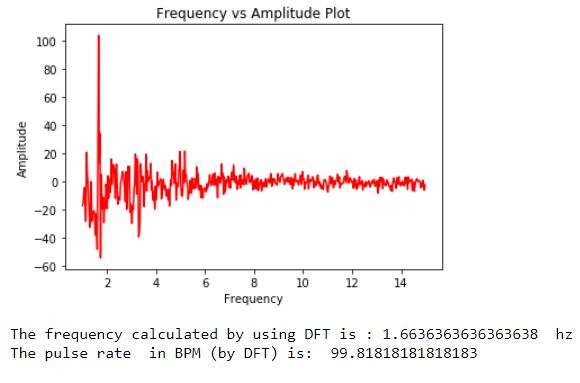 Frequency vs Amplitude Plot
100
80
60
40
20
0
−20
−40
−60
Amplitude
2 4 6 8 10 12 14
Frequency
The frequency calculated by using DFT is : 1.6636363636363638 hz
The pulse rate in BPM (by DFT) is: 99.81818181818183